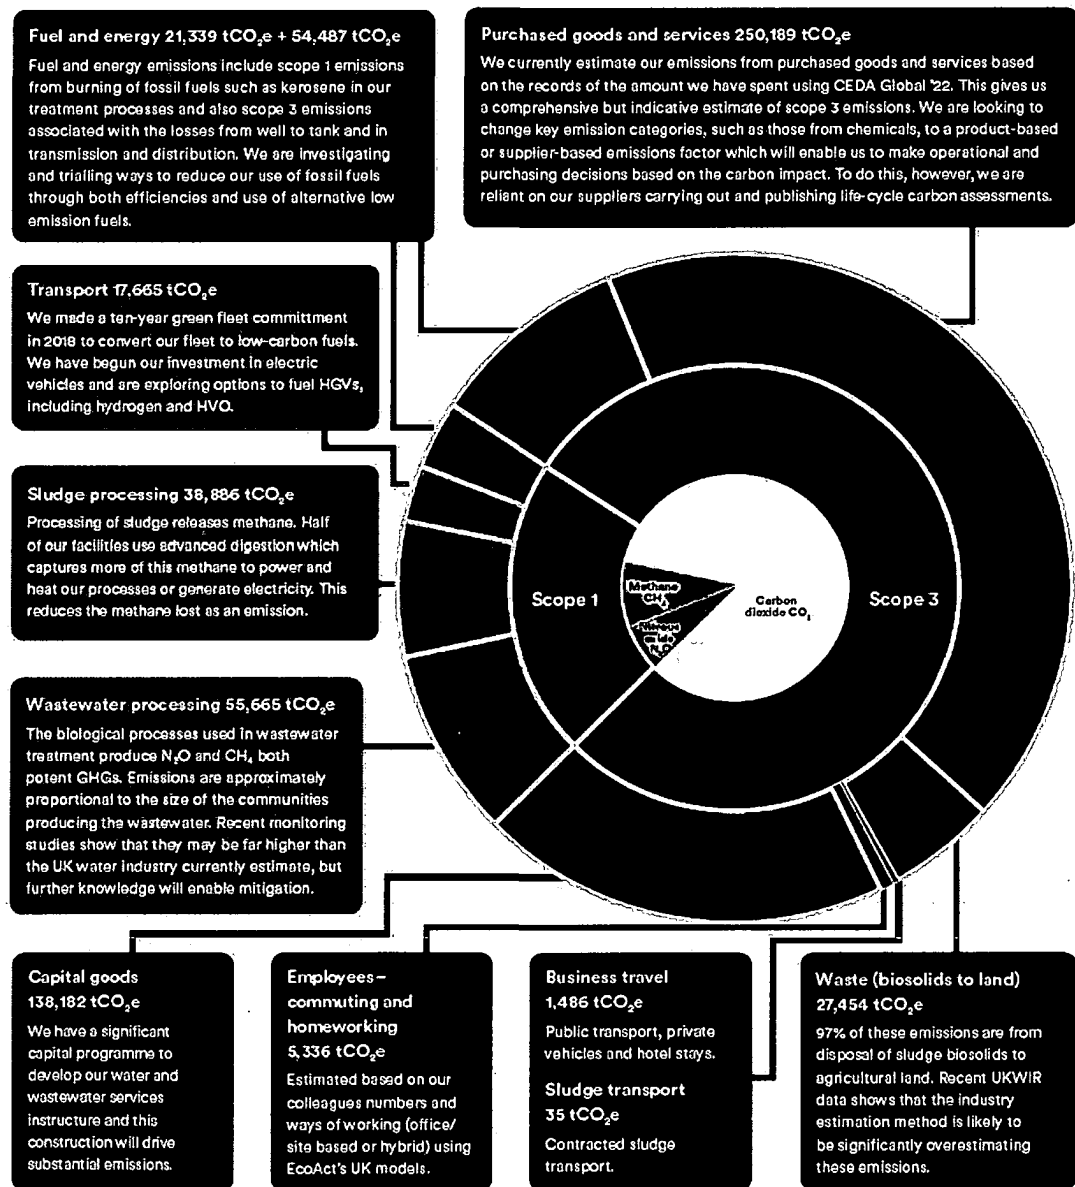 Fuel and energy 21,339 tCO₂e + 54,487 tCO₂e
Fuel and energy emissions include scope 1 emissions
from burning of fossil fuels such as kerosene in our
treatment processes and also scope 3 emissions
associated with the losses from well to tank and in
transmission and distribution. We are investigating
and trialling ways to reduce our use of fossil fuels
through both efficiencies and use of alternative low
emission fuels.
Purchased goods and services 250,189 tCO₂e
We currently estimate our emissions from purchased goods and services based
on the records of the amount we have spent using CEDA Global '22. This gives us
a comprehensive but indicative estimate of scope 3 emissions. We are looking to
change key emission categories, such as those from chemicals, to a product-based
or supplier-based emissions factor which will enable us to make operational and
purchasing decisions based on the carbon impact. To do this, however, we are
reliant on our suppliers carrying out and publishing life-cycle carbon assessments.
Transport 17,665 tCO₂e
We made a ten-year green fleet committment
in 2018 to convert our fleet to low-carbon fuels.
We have begun our investment in electric
vehicles and are exploring options to fuel HGVs,
including hydrogen and HVO.
Sludge processing 38,886 tCO₂e
Processing of sludge releases methane. Half
of our facilities use advanced digestion which
captures more of this methane to power and
heat our processes or generate electricity. This
reduces the methane lost as an emission.
Scope 1
Methane
CH₄
Nitrous
oxide
N₂O
Carbon
dioxide CO₂
Scope 3
Wastewater processing 55,665 tCO₂e
The biological processes used in wastewater
treatment produce N₂O and CH₄ both
potent GHGs. Emissions are approximately
proportional to the size of the communities
producing the wastewater. Recent monitoring
studies show that they may be far higher than
the UK water industry currently estimate, but
further knowledge will enable mitigation.
Capital goods
138,182 tCO₂e
We have a significant
capital programme to
develop our water and
wastewater services
instructure and this
construction will drive
substantial emissions.
Employees –
commuting and
homeworking
5,336 tCO₂e
Estimated based on our
colleagues numbers and
ways of working (office/
site based or hybrid) using
EcoAct's UK models.
Business travel
1,486 tCO₂e
Public transport, private
vehicles and hotel stays.
Sludge transport
35 tCO₂e
Contracted sludge
transport.
Waste (biosolids to land)
27,454 tCO₂e
97% of these emissions are from
disposal of sludge biosolids to
agricultural land. Recent UKWIR
data shows that the industry
estimation method is likely to
be significantly overestimating
these emissions.